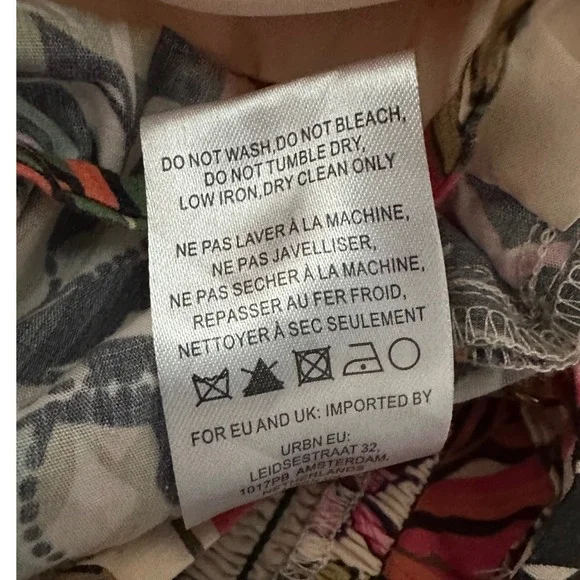 DO NOT WASH,DO NOT BLEACH,
DO NOT TUMBLE DRY,
LOW IRON,DRY CLEAN ONLY
NE PAS LAVER À LA MACHINE,
NE PAS JAVELLISER,
NE PAS SECHER À LA MACHINE,
REPASSER AU FER FROID,
NETTOYER À SEC SEULEMENT
FOR EU AND UK: IMPORTED BY
URBN EU:
LEIDSESTRAAT 32,
1017PB, AMSTERDAM,
NETHERLANDS